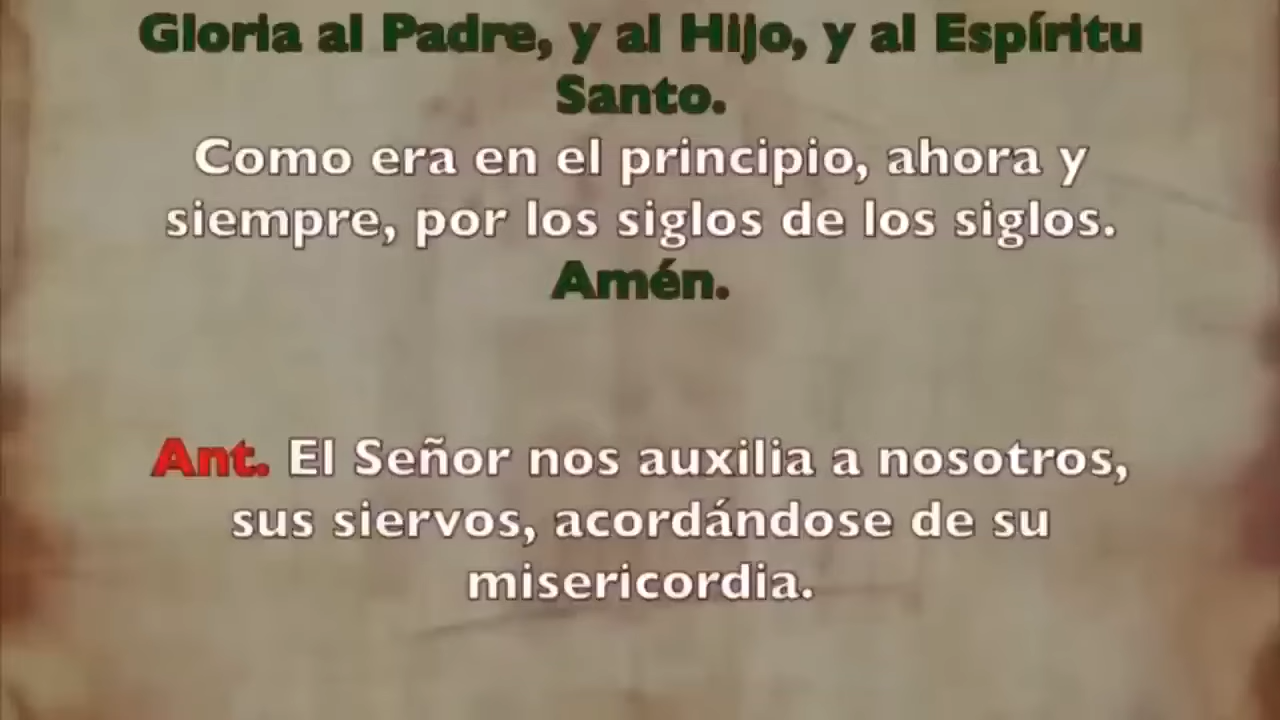 Gloria al Padre, y al Hijo, y al Espíritu
Santo.
Como era en el principio, ahora y
siempre, por los siglos de los siglos.
Amén.
Ant. El Señor nos auxilia a nosotros,
sus siervos, acordándose de su
misericordia.